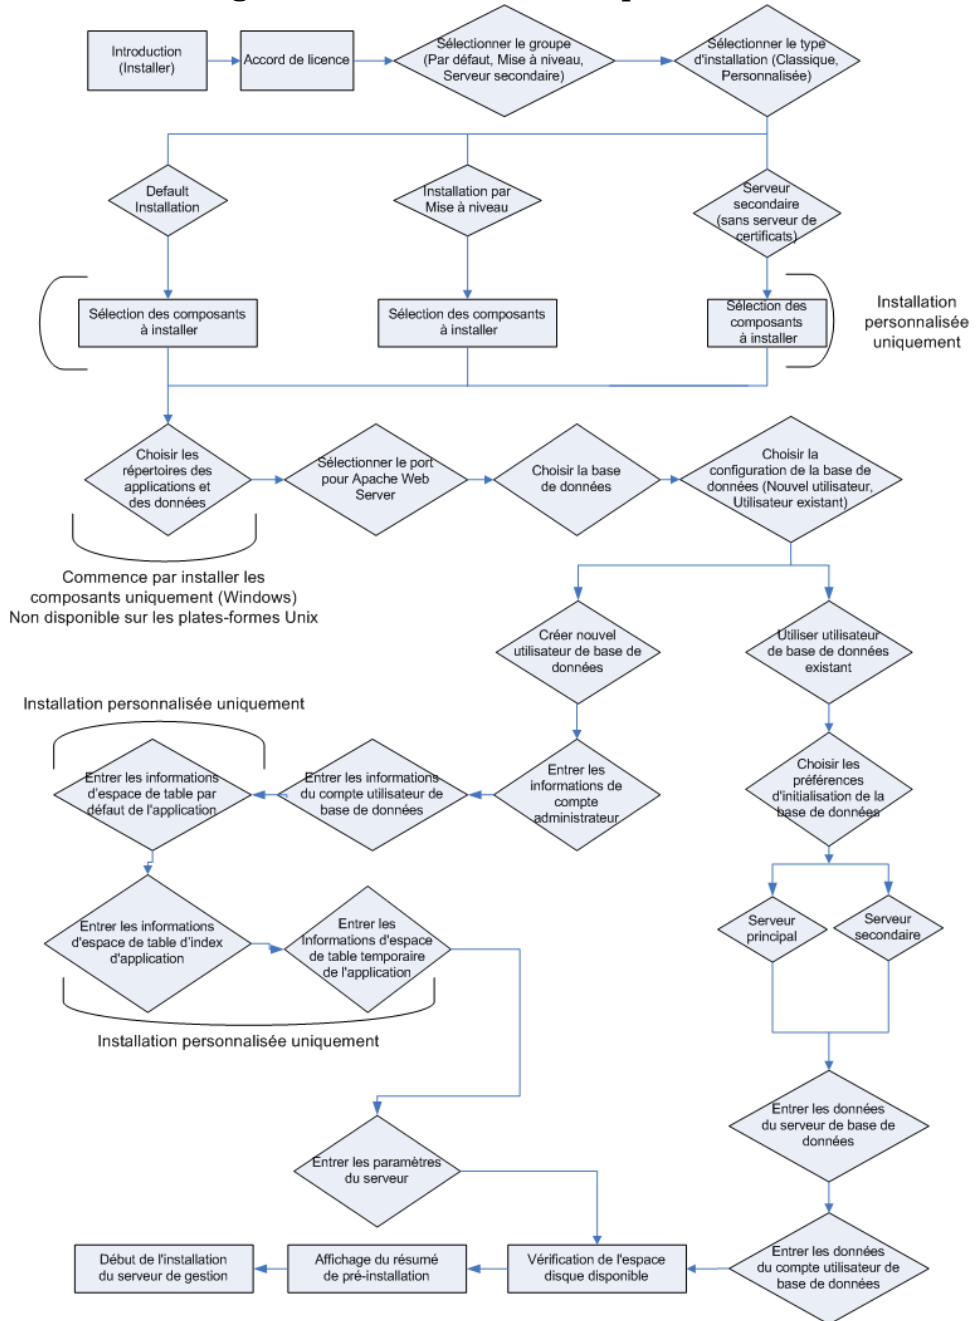 Introduction
(Installer)
Accord de licence
Sélectionner le groupe
(Par défaut, Mise à niveau,
Serveur secondaire)
Sélectionner le type
d'installation (Classique,
Personnalisée)
Default
Installation
Installation par
Mise à niveau
Serveur
secondaire
(sans serveur de
certificats)
Sélection des composants
à installer
Sélection des composants
à installer
Sélection des
composants
à installer
Installation
personnalisée
uniquement
Choisir les
répertoires des
applications et
des données
Sélectionner le port
pour Apache Web
Server
Choisir la base
de données
Choisir la
configuration de la base de
données (Nouvel utilisateur,
Utilisateur existant)
Commence par installer les
composants uniquement (Windows)
Non disponible sur les plates-formes Unix
Créer nouvel
utilisateur de base de
données
Utiliser utilisateur
de base de données
existant
Installation personnalisée uniquement
Entrer les informations
d'espace de table par
défaut de l'application
Entrer les informations
du compte utilisateur de
base de données
Entrer les
informations de
compte
administrateur
Choisir les
préférences
d'initialisation de la
base de données
Entrer les informations
d'espace de table d'index
d'application
Entrer les
Informations d'espace
de table temporaire
de l'application
Serveur
principal
Serveur
secondaire
Installation personnalisée uniquement
Entrer les données
du serveur de base de
données
Entrer les paramètres
du serveur
Début de l'installation
du serveur de gestion
Affichage du résumé
de pré-installation
Vérification de l'espace
disque disponible
Entrer les données
du compte utilisateur de
base de données